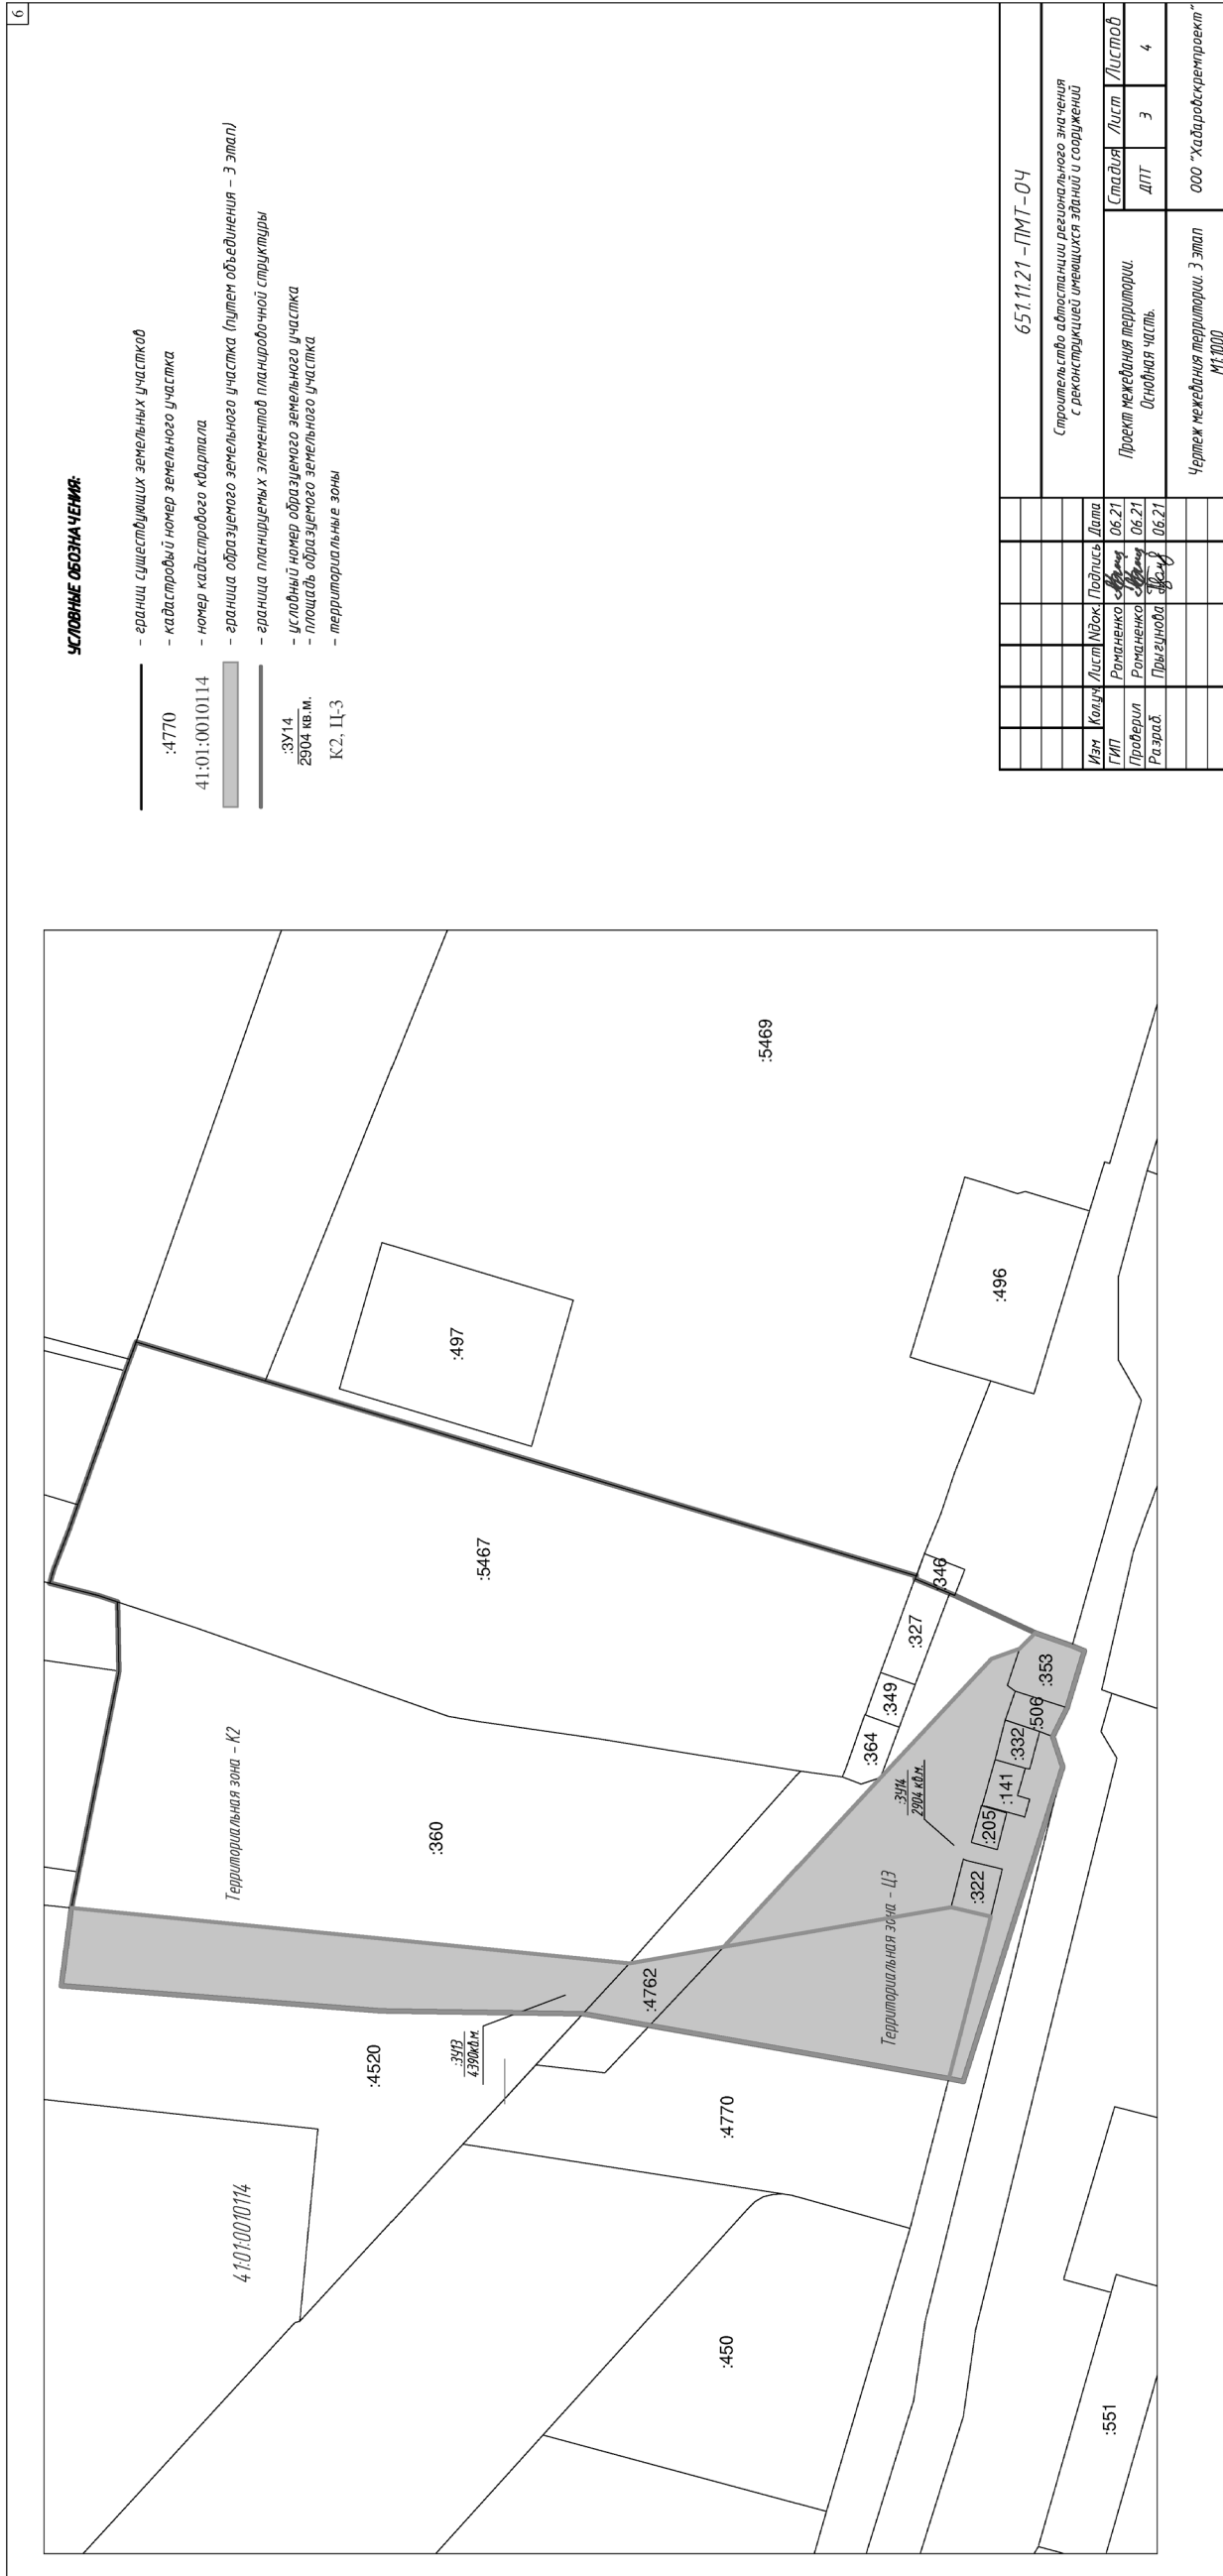 6
УСЛОВНЫЕ ОБОЗНАЧЕНИЯ:
– границ существующих земельных участков
:4770 – кадастровый номер земельного участка
41:01:0010114 – номер кадастрового квартала
– граница образуемого земельного участка (путем объединения – 3 этап)
– граница планируемых элементов планировочной структуры
:ЗУ14 – условный номер образуемого земельного участка
2904 кв.м. – площадь образуемого земельного участка
К2, Ц-3 – территориальные зоны
41:01:0010114
Территориальная зона – К2
:4520
:360
:5467
:497
:5469
:ЗУ13
4390кв.м.
:4762
:4770
:450
:551
Территориальная зона – Ц3
:ЗУ14
2904 кв.м.
:364
:349
:327
:346
:322
:205
:141
:332
:506
:353
:496
651.11.21 –ПМТ–ОЧ
Строительство автостанции регионального значения
с реконструкцией имеющихся зданий и сооружений
Изм Кол.уч Лист №док. Подпись Дата
ГИП Романенко 06.21
Проверил Романенко 06.21
Разраб. Прыгунова 06.21
Проект межевания территории.
Основная часть.
Стадия Лист Листов
ДПТ 3 4
Чертеж межевания территории. 3 этап
М1:1000
ООО "Хабаровскремпроект"